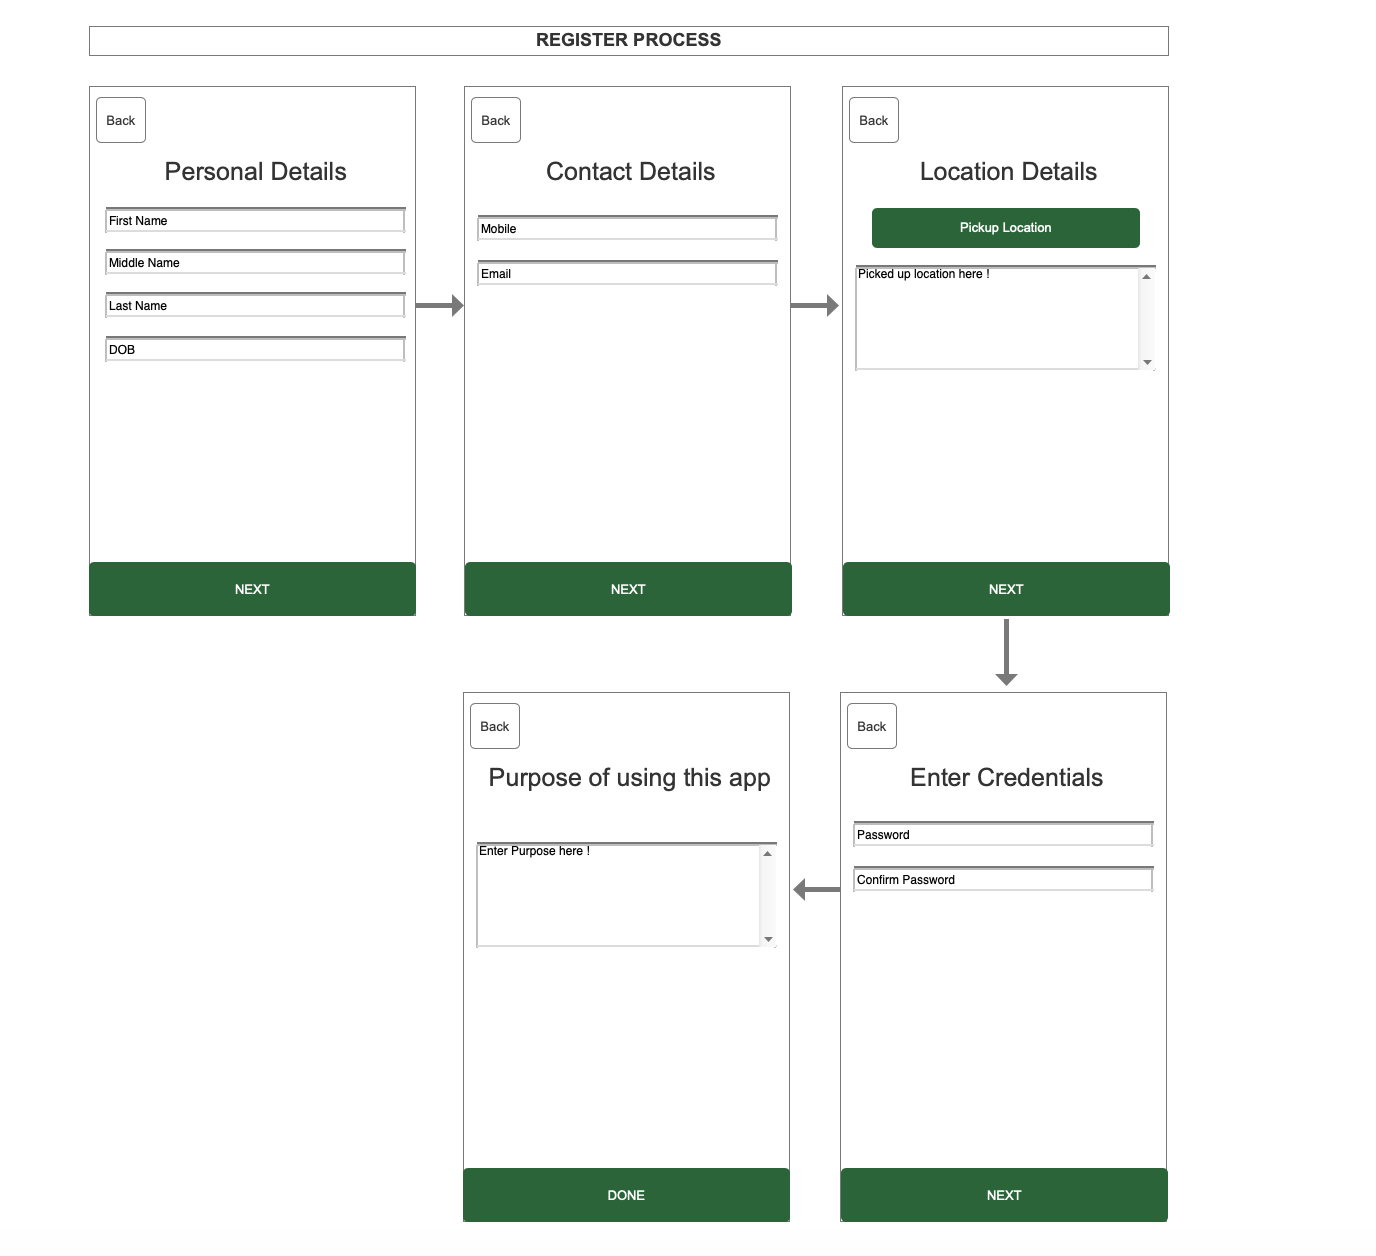 REGISTER PROCESS
Back
Personal Details
First Name
Middle Name
Last Name
DOB
NEXT
Back
Contact Details
Mobile
Email
NEXT
Back
Location Details
Pickup Location
Picked up location here !
NEXT
Back
Enter Credentials
Password
Confirm Password
NEXT
Back
Purpose of using this app
Enter Purpose here !
DONE